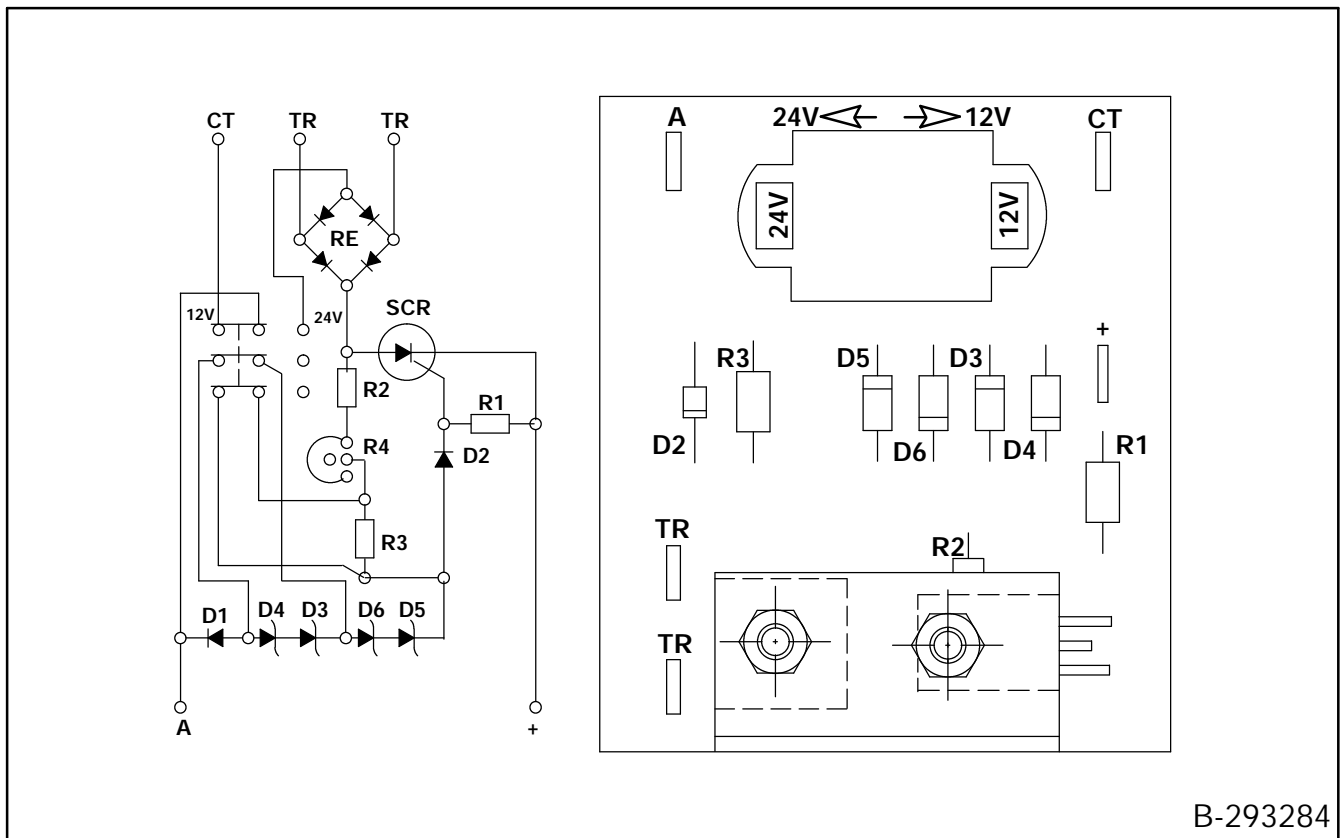 CT TR TR
RE
SCR
12V 24V
R2
R1
R4
D2
R3
D1 D4 D3 D6 D5
A +
A 24V 12V CT
24V 12V
+
R3 D5 D3
D2 D6 D4 R1
TR
R2
TR
B-293284